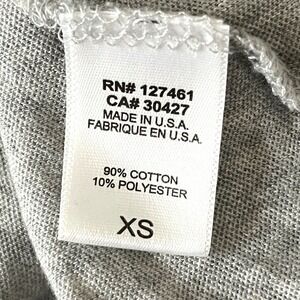 RN# 127461
CA# 30427
MADE IN U.S.A.
FABRIQUE EN U.S.A.
90% COTTON
10% POLYESTER
XS